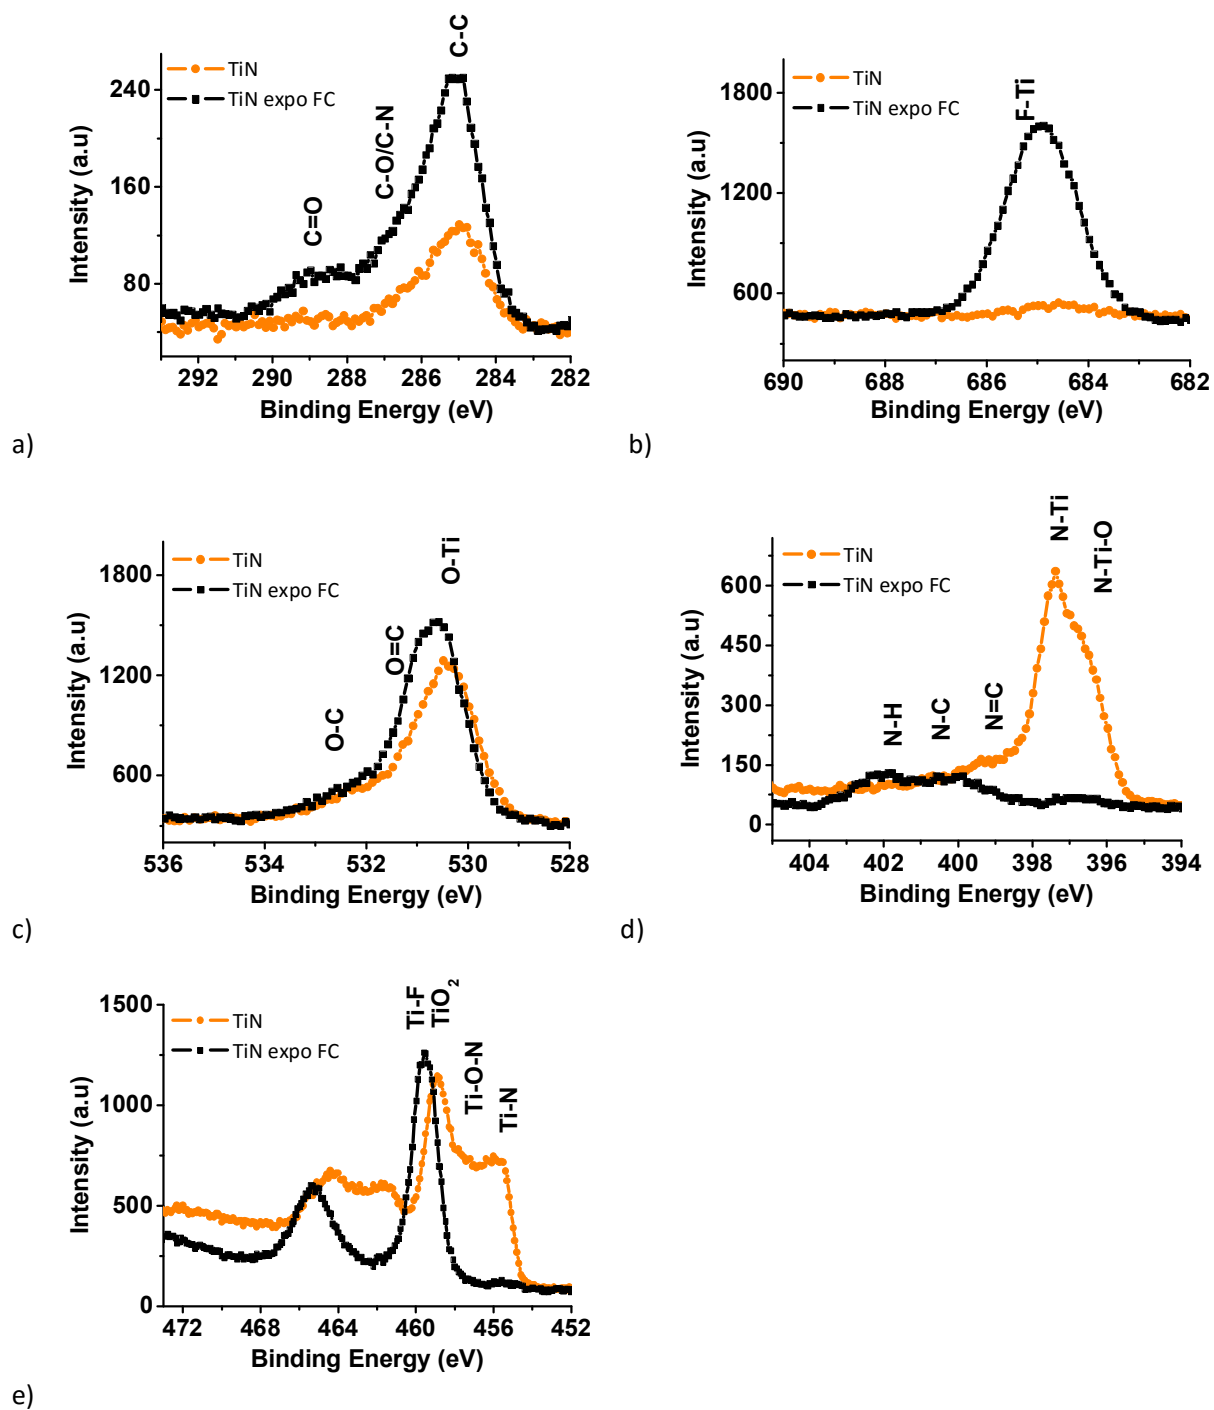 C-C
TiN
TiN expo FC
C-O/C-N
C=O
240
160
80
Intensity (a.u)
292 290 288 286 284 282
Binding Energy (eV)
a)
TiN
TiN expo FC
F-Ti
1800
1200
600
Intensity (a.u)
690 688 686 684 682
Binding Energy (eV)
b)
TiN
TiN expo FC
O-Ti
O=C
O-C
1800
1200
600
Intensity (a.u)
536 534 532 530 528
Binding Energy (eV)
c)
TiN
TiN expo FC
N-Ti
N-Ti-O
N=C
N-C
N-H
600
450
300
150
0
Intensity (a.u)
404 402 400 398 396 394
Binding Energy (eV)
d)
TiN
TiN expo FC
Ti-F
TiO2
Ti-O-N
Ti-N
1500
1000
500
0
Intensity (a.u)
472 468 464 460 456 452
Binding Energy (eV)
e)